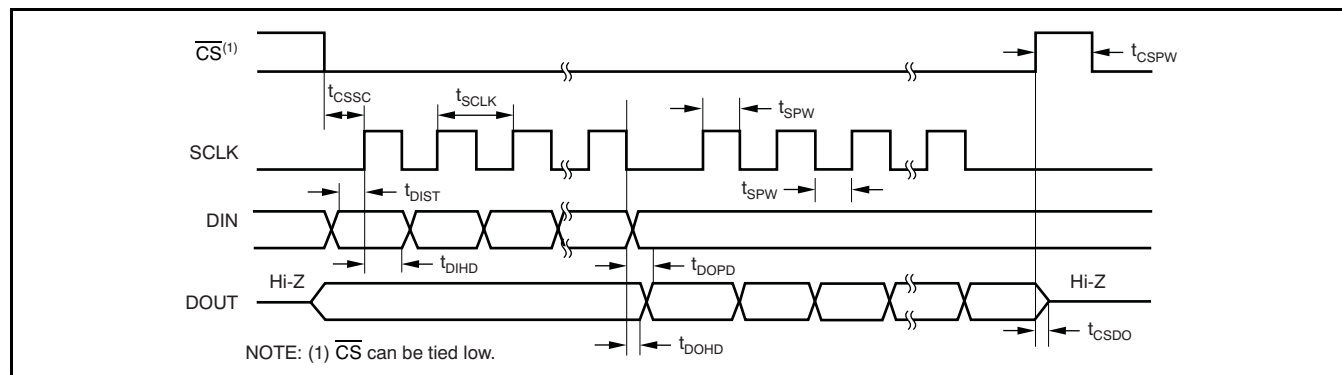 CS(1)
tCSPW
tCSSC
tSCLK
tSPW
SCLK
tDIST
tSPW
DIN
tDIHD
tDOPD
Hi-Z
Hi-Z
DOUT
tCSDO
tDOHD
NOTE: (1) CS can be tied low.